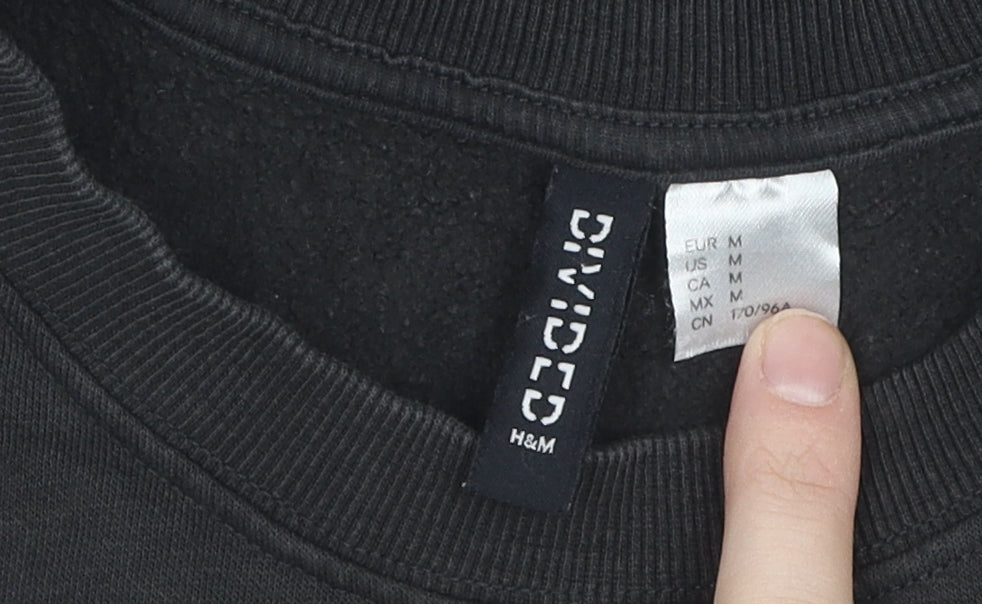 DIVIDED
H&M
EUR M
US M
CA M
MX M
CN 170/96A